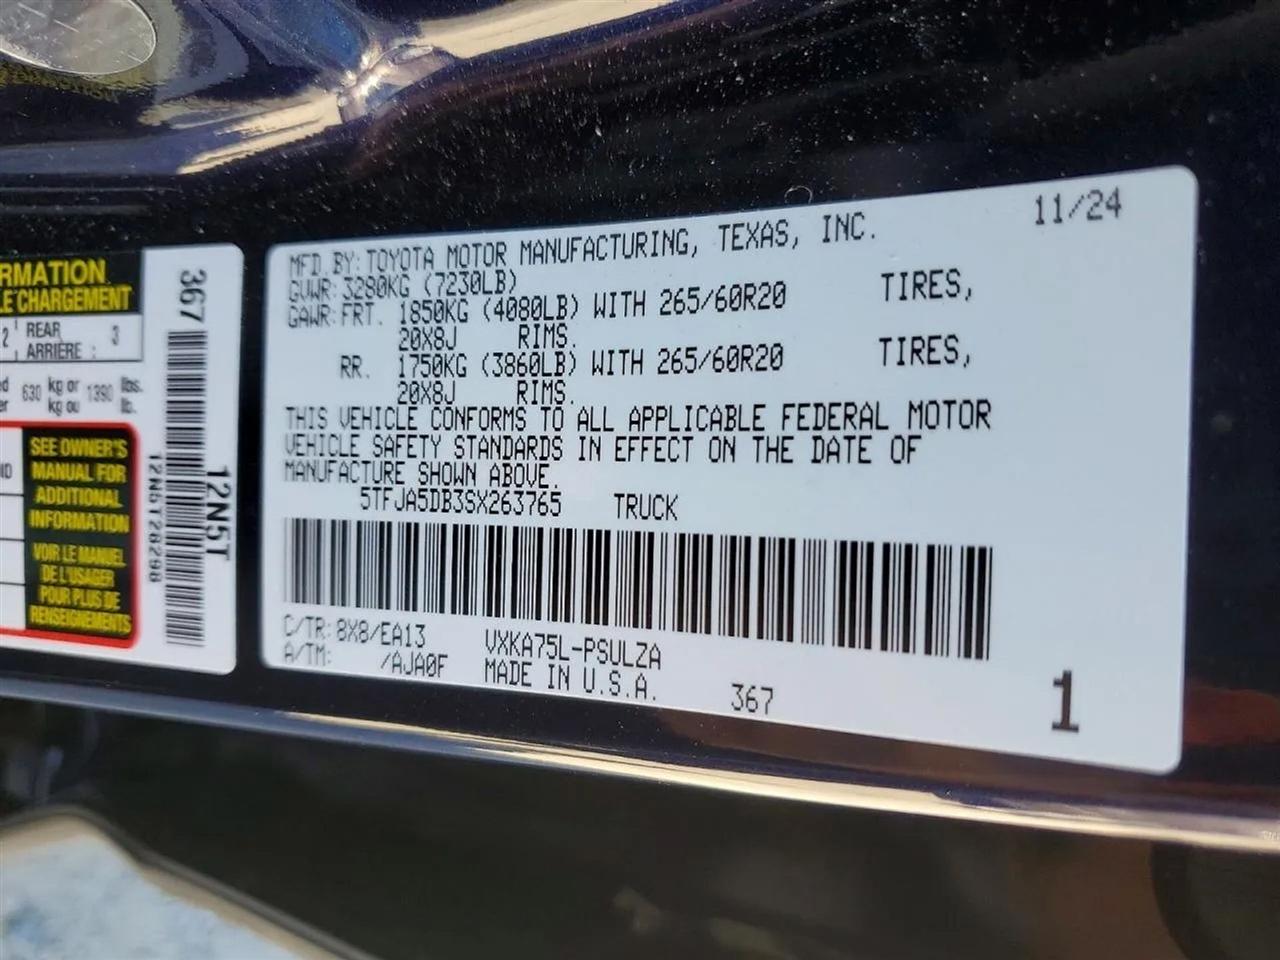 RMATION
LE CHARGEMENT
2 REAR
ARRIÈRE : 3
630 kg or 1390 lbs.
kg ou lb.
SEE OWNER'S
MANUAL FOR
ADDITIONAL
INFORMATION
VOIR LE MANUEL
DE L'USAGER
POUR PLUS DE
RENSEIGNEMENTS
367
12N5T
12N5T28298
11/24
MFD. BY: TOYOTA MOTOR MANUFACTURING, TEXAS, INC.
GVWR: 3280KG (7230LB)
GAWR: FRT. 1850KG (4080LB) WITH 265/60R20 TIRES,
20X8J RIMS.
RR. 1750KG (3860LB) WITH 265/60R20 TIRES,
20X8J RIMS.
THIS VEHICLE CONFORMS TO ALL APPLICABLE FEDERAL MOTOR
VEHICLE SAFETY STANDARDS IN EFFECT ON THE DATE OF
MANUFACTURE SHOWN ABOVE.
5TFJA5DB3SX263765 TRUCK
C/TR: 8X8/EA13 VXKA75L-PSULZA
A/TM: /AJA0F MADE IN U.S.A. 367
1